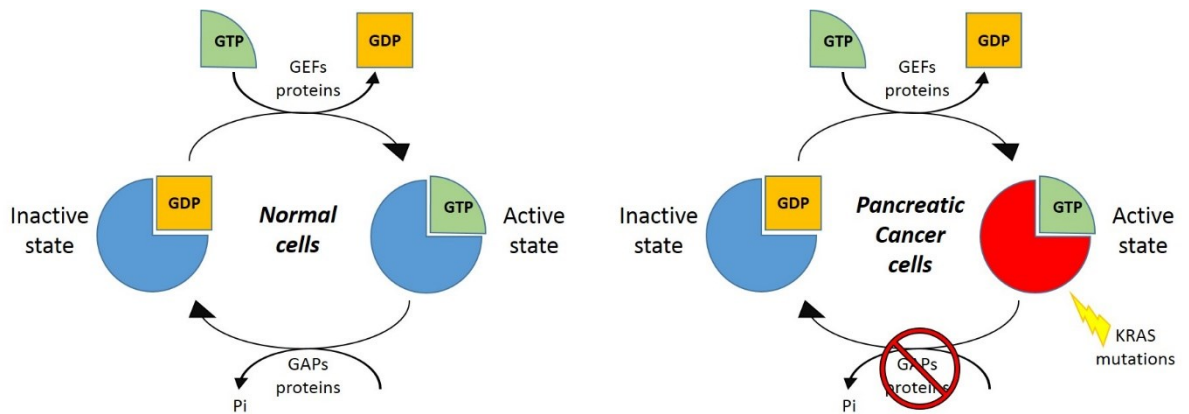 GTP
GDP
GEFs
proteins
Inactive
state
GDP
Normal
cells
GTP
Active
state
GAPs
proteins
Pi
GTP
GDP
GEFs
proteins
Inactive
state
GDP
Pancreatic
Cancer
cells
GTP
Active
state
KRAS
mutations
GAPs
proteins
Pi